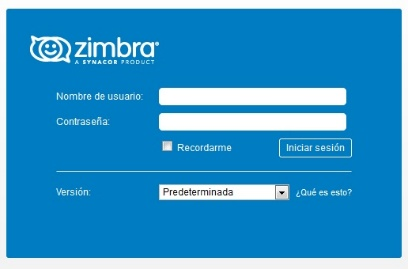 zimbra
A SYNACOR PRODUCT
Nombre de usuario:
Contraseña:
Recordarme Iniciar sesión
Versión: Predeterminada ¿Qué es esto?